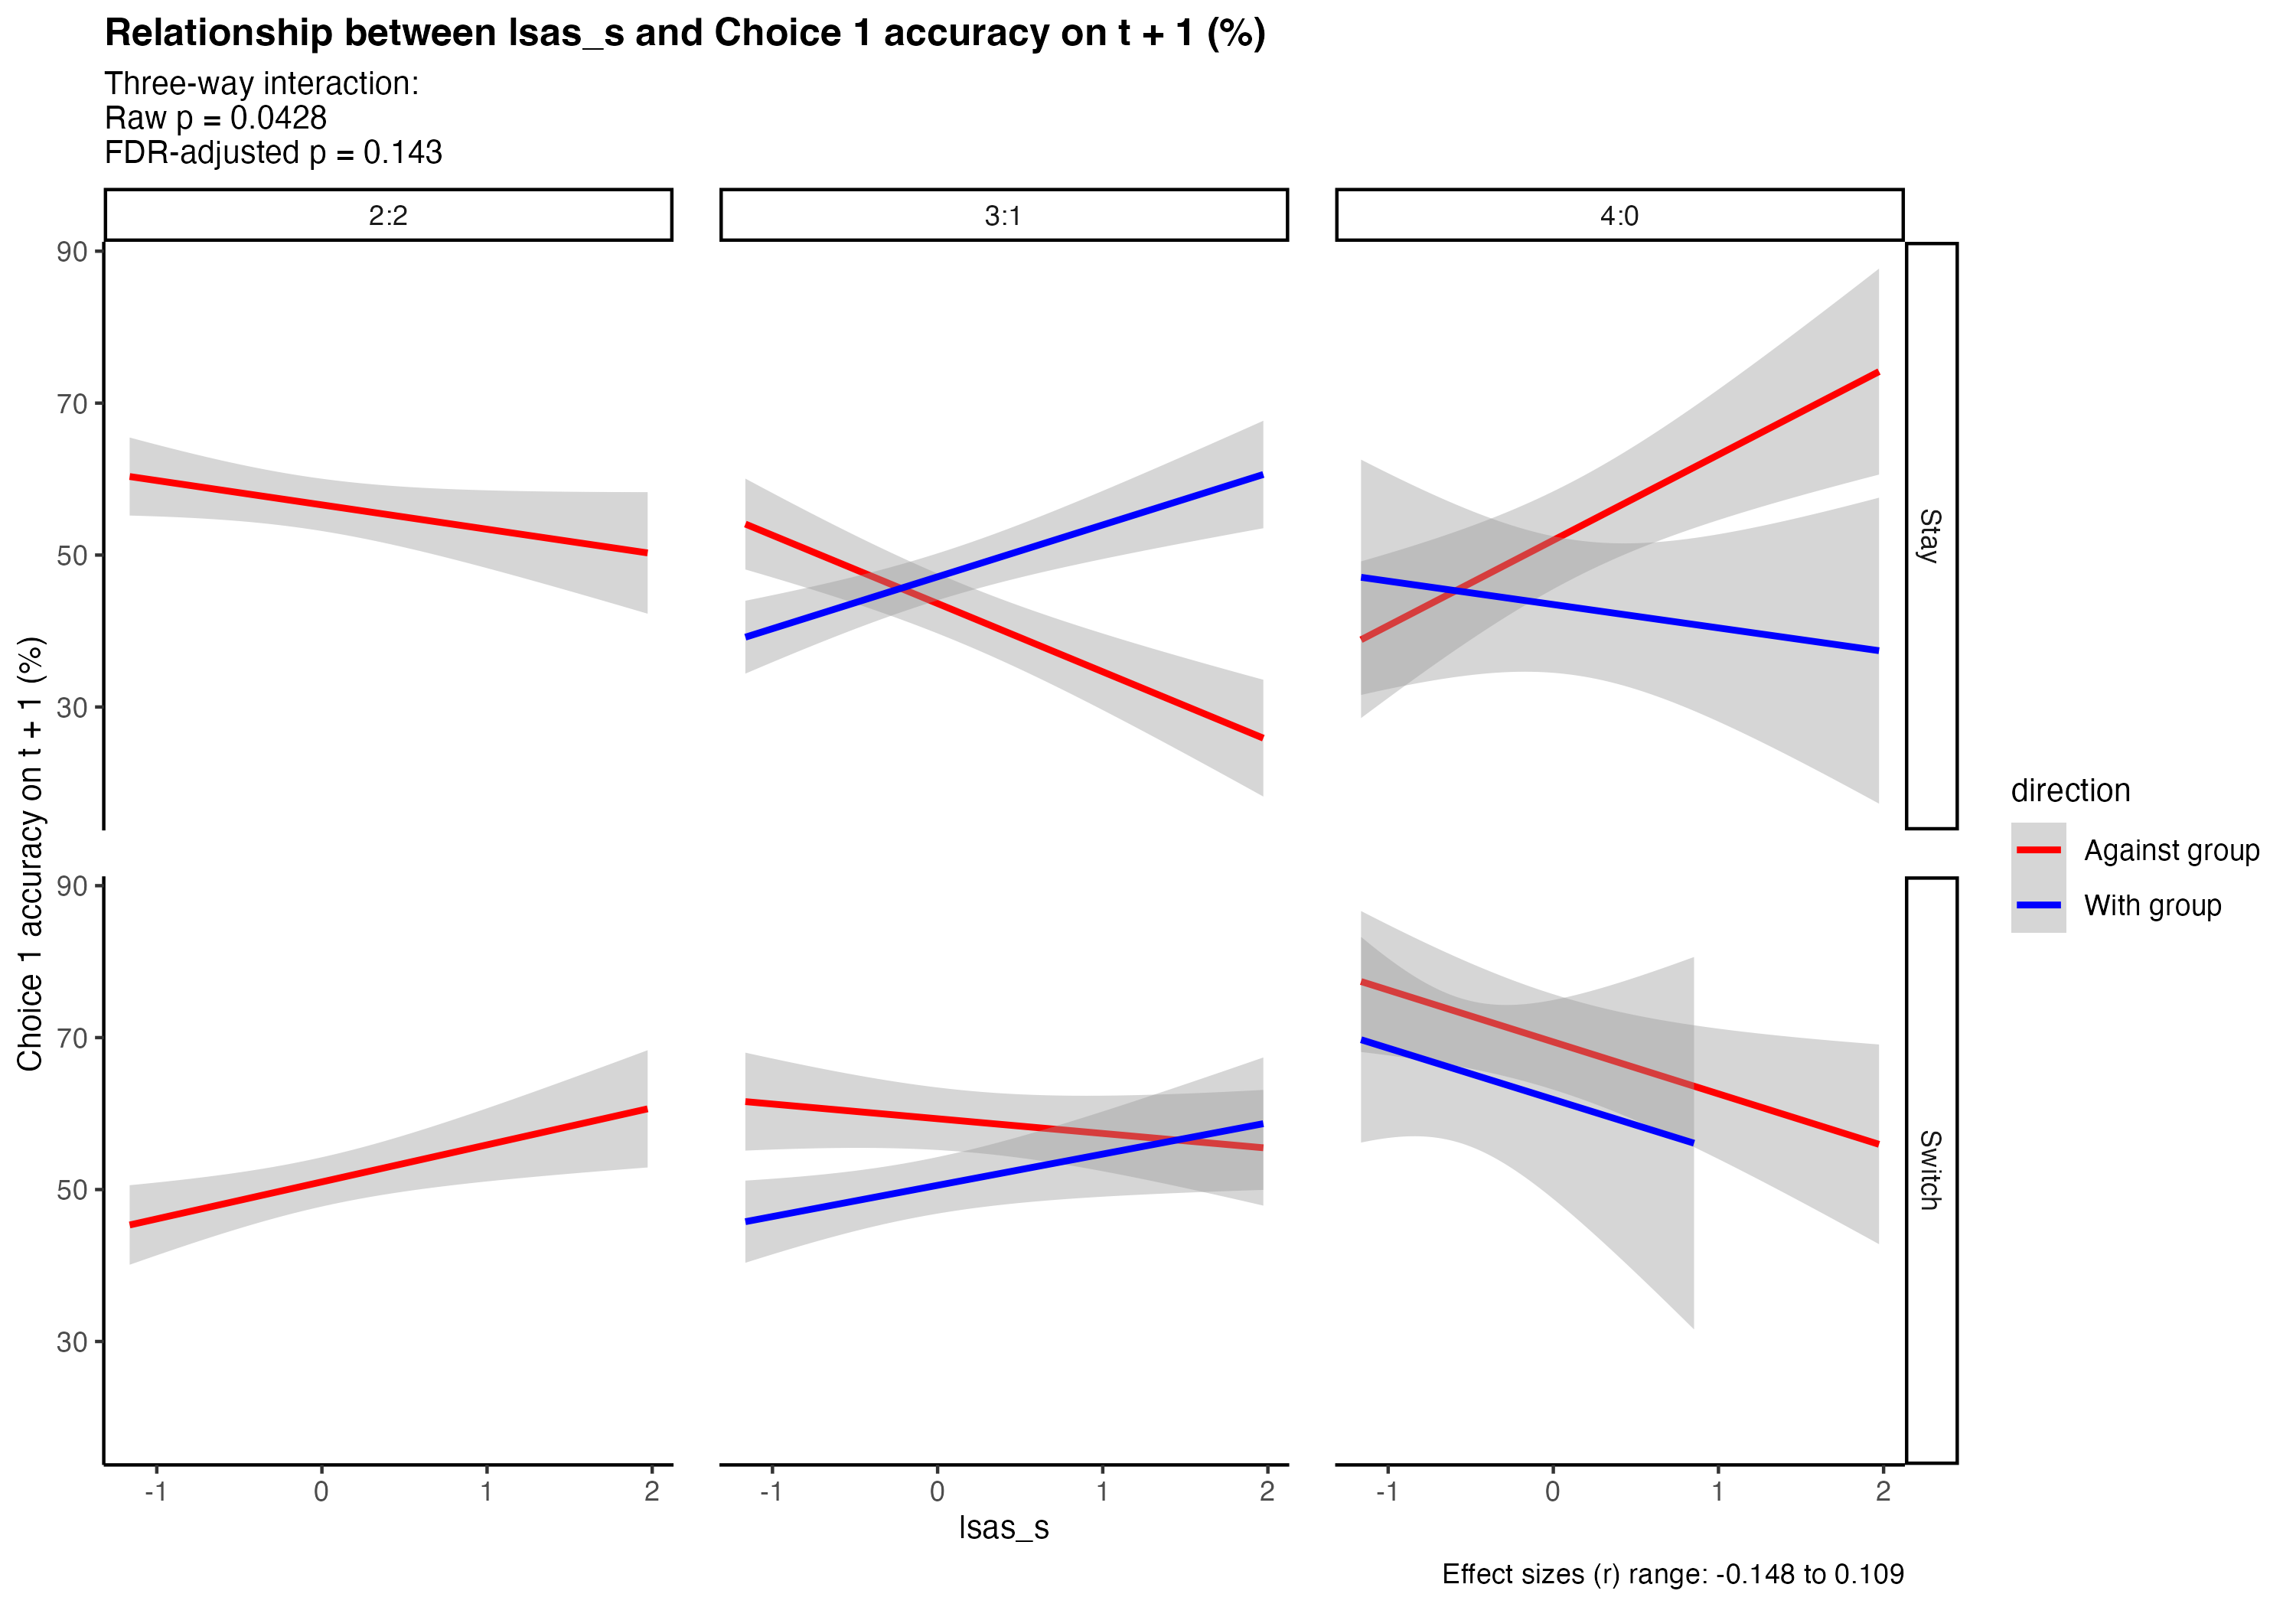 Relationship between lsas_s and Choice 1 accuracy on t + 1 (%)
Three-way interaction:
Raw p = 0.0428
FDR-adjusted p = 0.143
2:2
3:1
4:0
90
70
50
30
Stay
Choice 1 accuracy on t + 1 (%)
direction
Against group
With group
90
70
50
30
Switch
-1 0 1 2
-1 0 1 2
-1 0 1 2
lsas_s
Effect sizes (r) range: -0.148 to 0.109